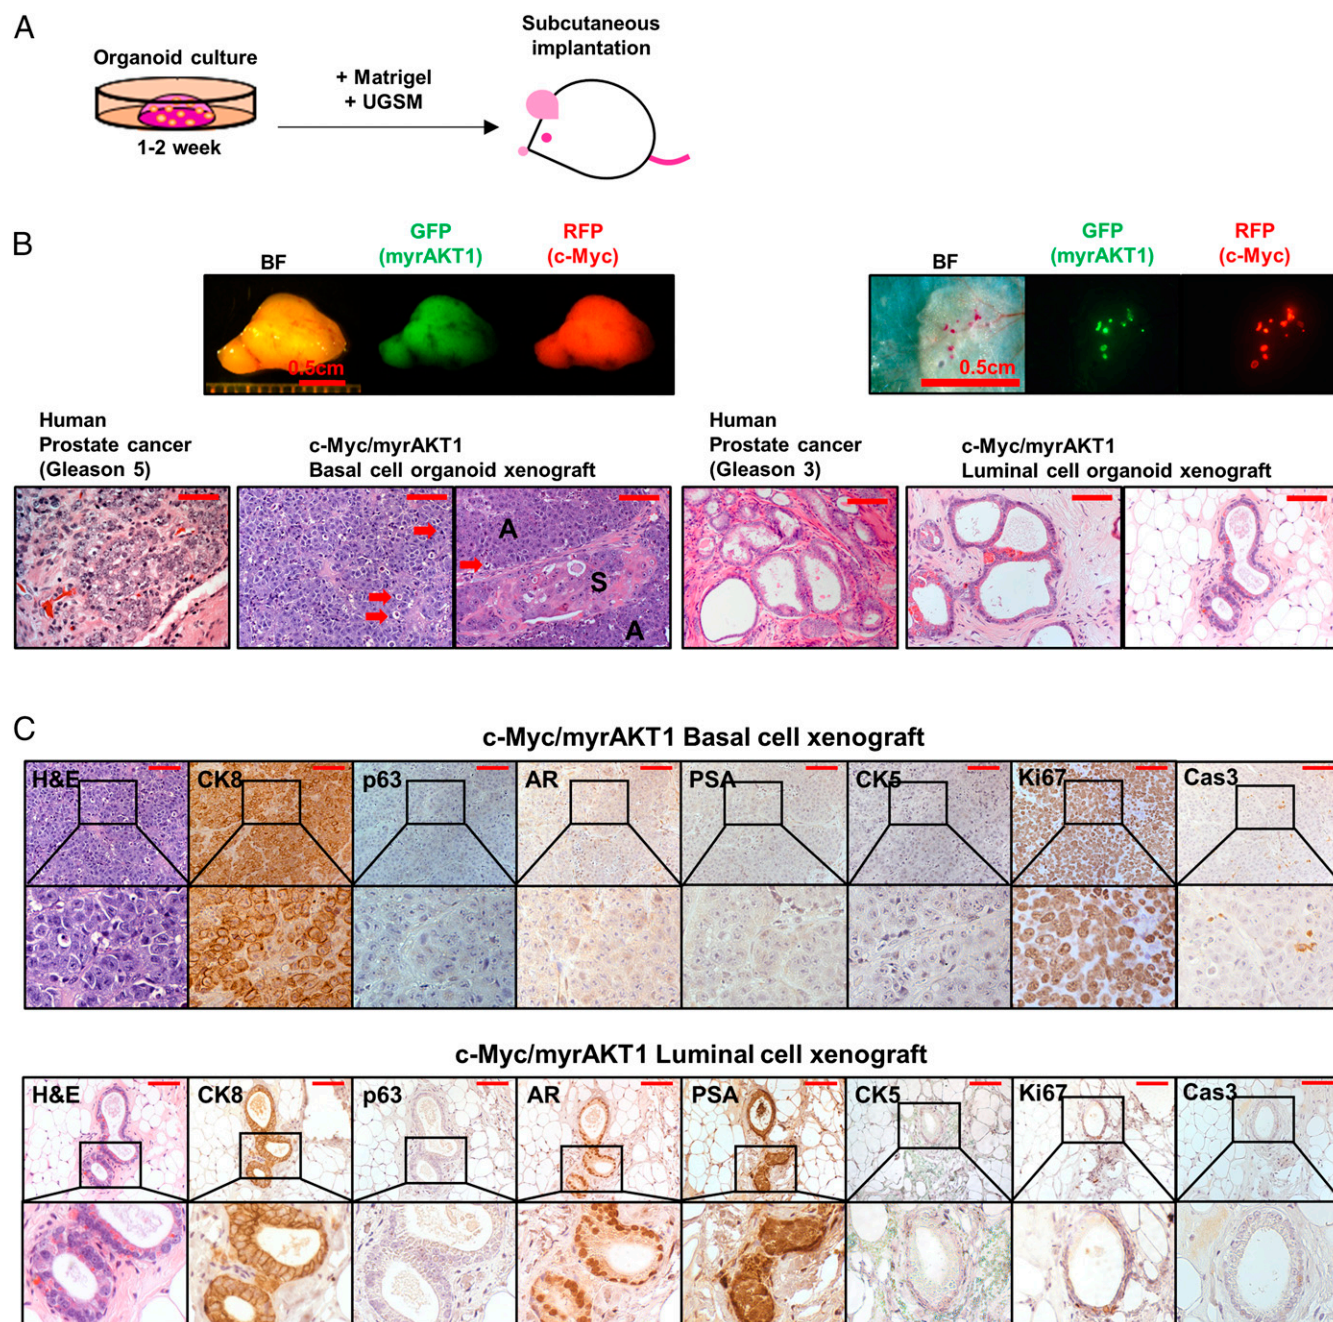 A
Organoid culture
1-2 week
+ Matrigel
+ UGSM
Subcutaneous
implantation
B
BF
GFP
(myrAKT1)
RFP
(c-Myc)
0.5cm
BF
GFP
(myrAKT1)
RFP
(c-Myc)
0.5cm
Human
Prostate cancer
(Gleason 5)
c-Myc/myrAKT1
Basal cell organoid xenograft
A
S
A
Human
Prostate cancer
(Gleason 3)
c-Myc/myrAKT1
Luminal cell organoid xenograft
C
c-Myc/myrAKT1 Basal cell xenograft
H&E CK8 p63 AR PSA CK5 Ki67 Cas3
c-Myc/myrAKT1 Luminal cell xenograft
H&E CK8 p63 AR PSA CK5 Ki67 Cas3